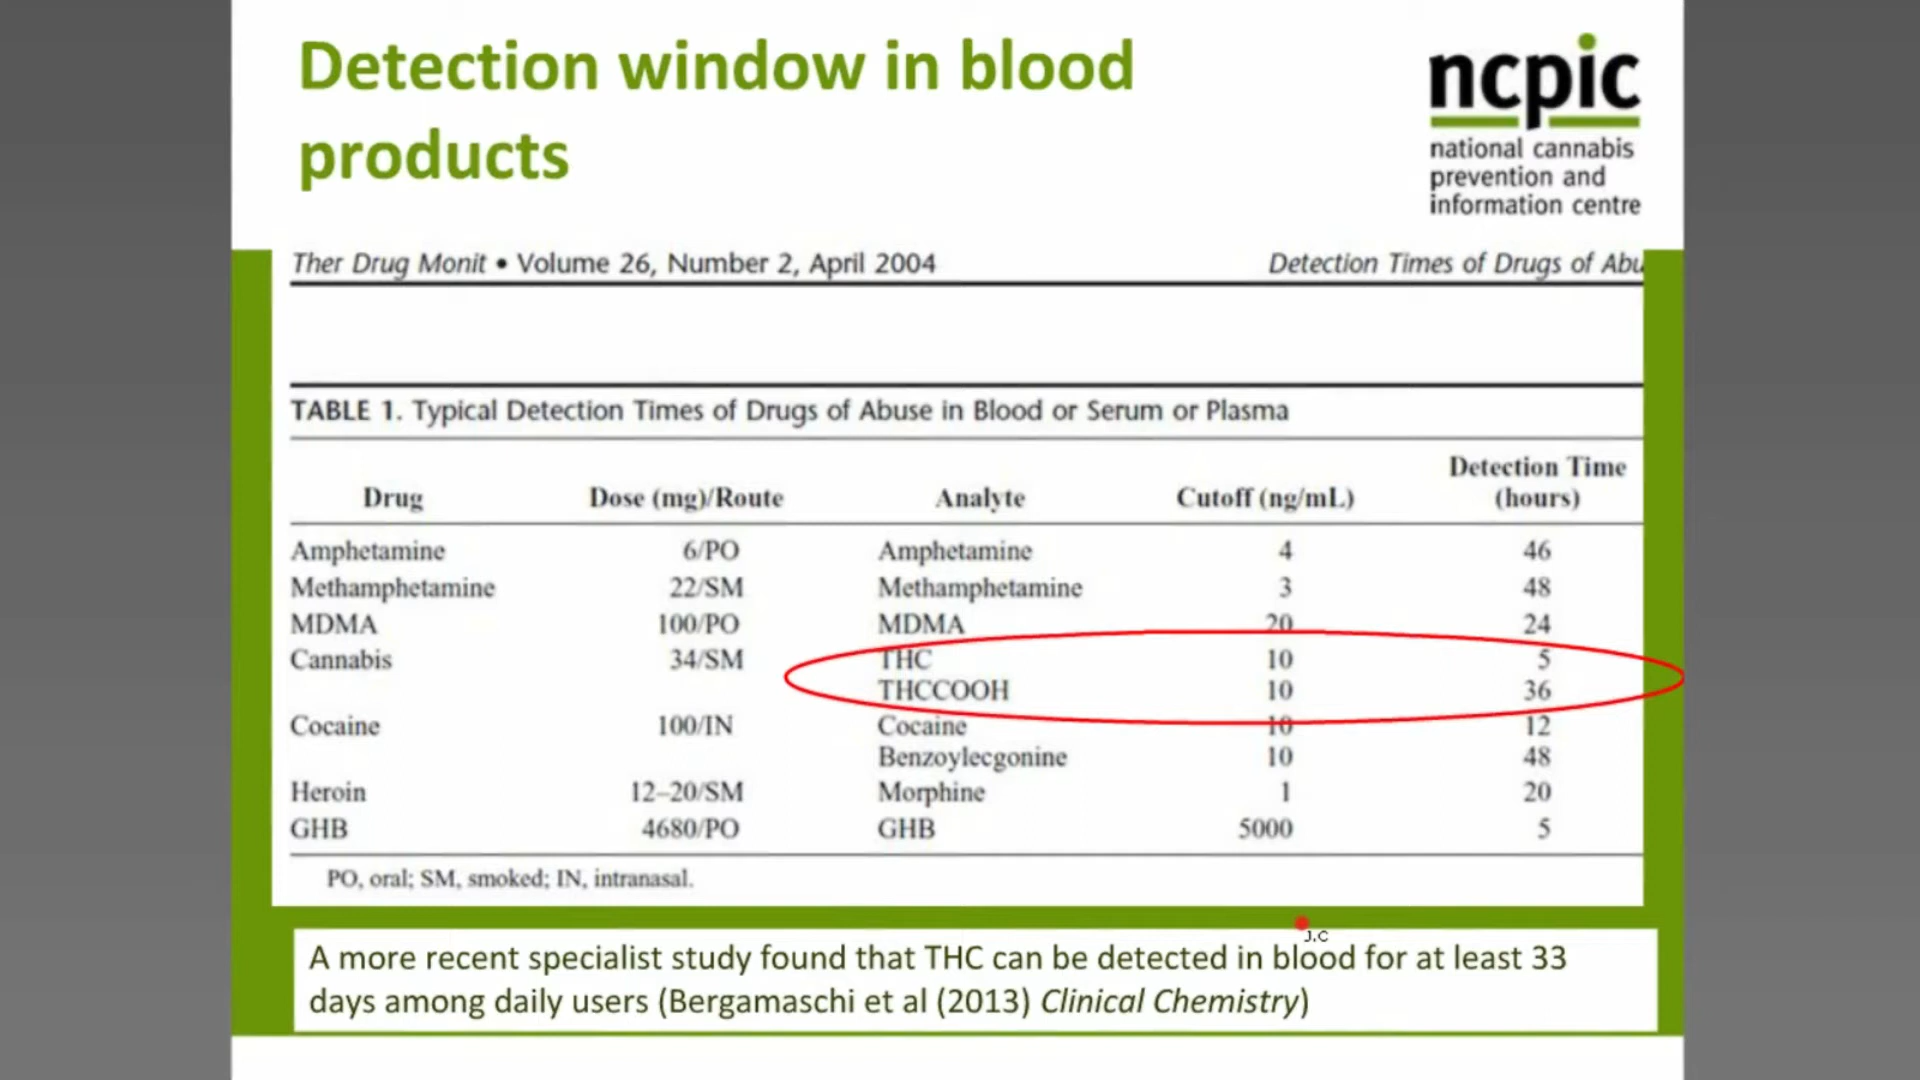 Detection window in blood
products
ncpic
national cannabis
prevention and
information centre
Ther Drug Monit • Volume 26, Number 2, April 2004 Detection Times of Drugs of Abu
TABLE 1. Typical Detection Times of Drugs of Abuse in Blood or Serum or Plasma
Drug Dose (mg)/Route Analyte Cutoff (ng/mL) Detection Time (hours)
Amphetamine 6/PO Amphetamine 4 46
Methamphetamine 22/SM Methamphetamine 3 48
MDMA 100/PO MDMA 20 24
Cannabis 34/SM THC 10 5
THCCOOH 10 36
Cocaine 100/IN Cocaine 10 12
Benzoylecgonine 10 48
Heroin 12–20/SM Morphine 1 20
GHB 4680/PO GHB 5000 5
PO, oral; SM, smoked; IN, intranasal.
J.C
A more recent specialist study found that THC can be detected in blood for at least 33
days among daily users (Bergamaschi et al (2013) Clinical Chemistry)